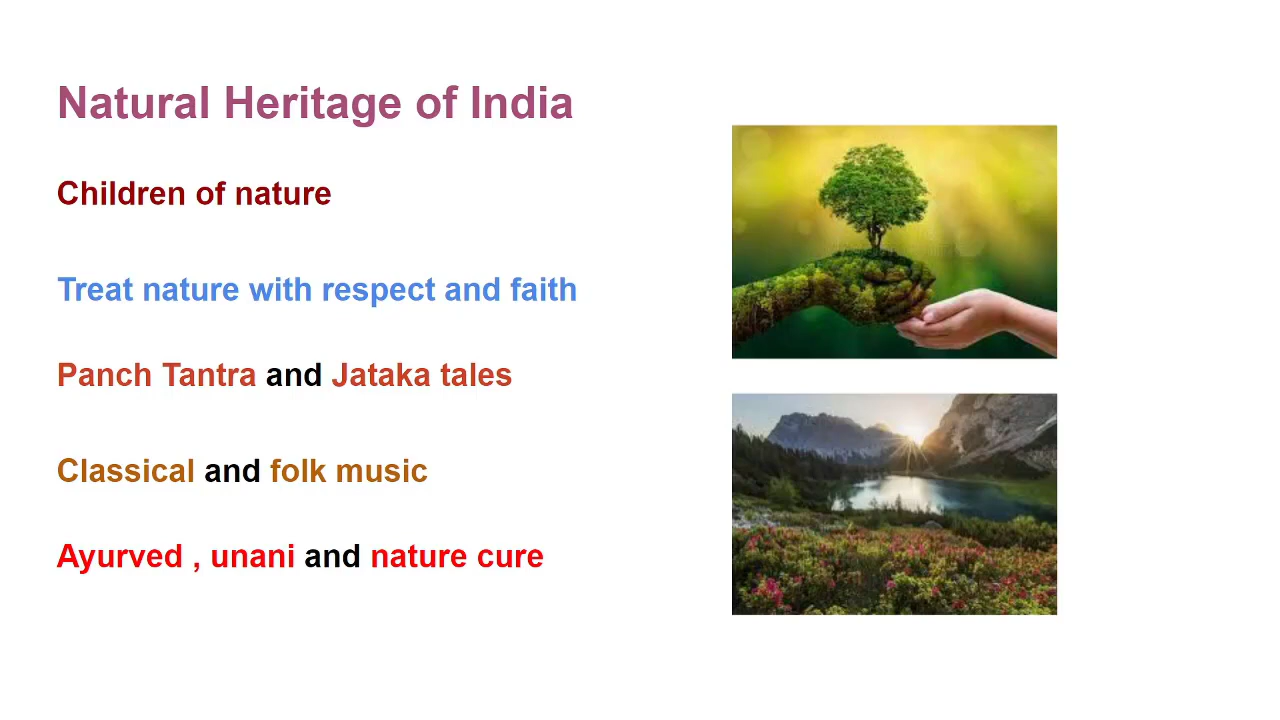 Natural Heritage of India
Children of nature
Treat nature with respect and faith
Panch Tantra and Jataka tales
Classical and folk music
Ayurved , unani and nature cure